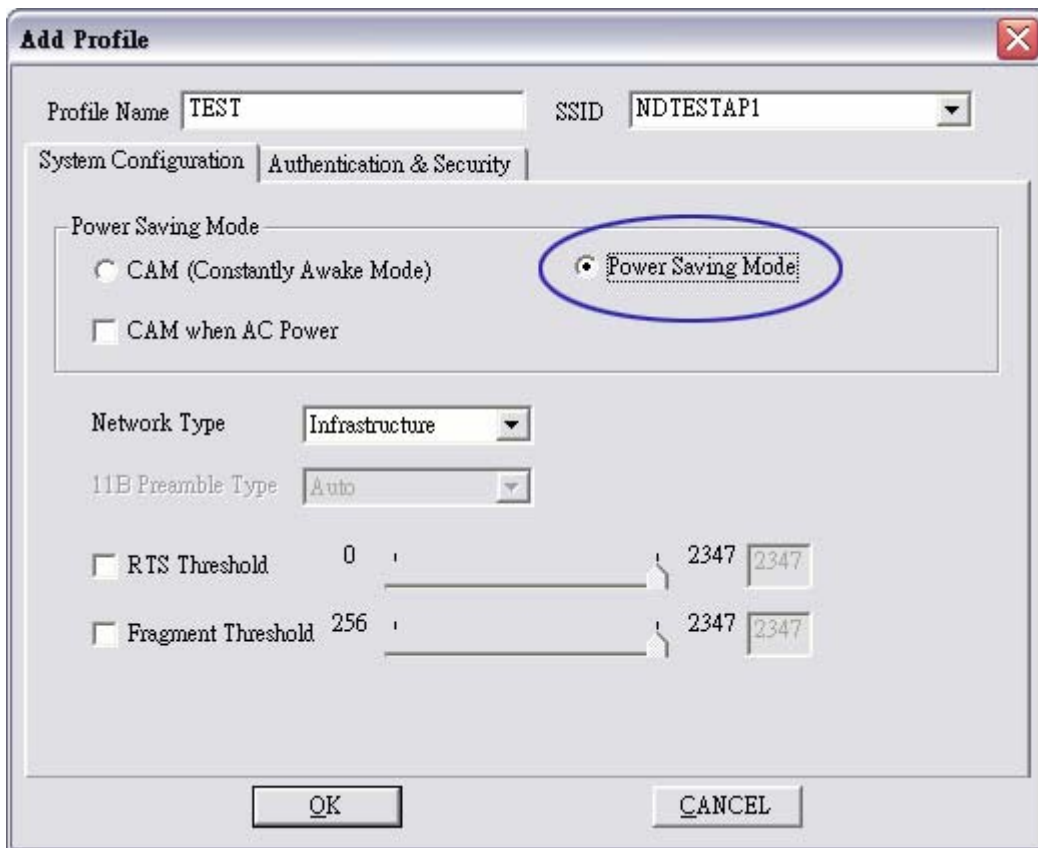 Add Profile
Profile Name TEST SSID NDTESTAP1
System Configuration Authentication & Security
Power Saving Mode
CAM (Constantly Awake Mode) Power Saving Mode
CAM when AC Power
Network Type Infrastructure
11B Preamble Type Auto
RTS Threshold 0 2347 2347
Fragment Threshold 256 2347 2347
OK CANCEL